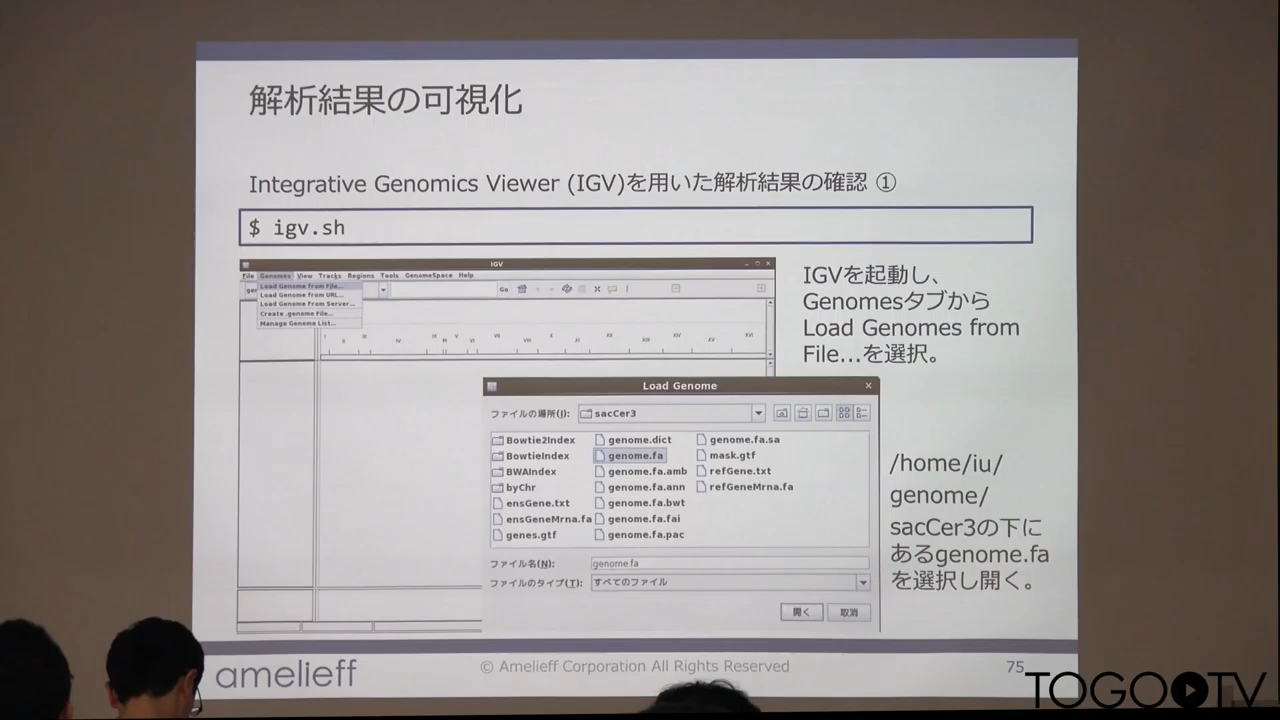 解析結果の可視化
Integrative Genomics Viewer (IGV)を用いた解析結果の確認 ①
$ igv.sh
IGV
File Genomes View Tracks Regions Tools GenomeSpace Help
Load Genome from File...
Load Genome from URL...
Load Genome From Server...
Create .genome File...
Manage Genome List...
Go
IGVを起動し、
Genomesタブから
Load Genomes from
File…を選択。
Load Genome
ファイルの場所(I): sacCer3
Bowtie2Index genome.dict genome.fa.sa
BowtieIndex genome.fa mask.gtf
BWAIndex genome.fa.amb refGene.txt
byChr genome.fa.ann refGeneMrna.fa
ensGene.txt genome.fa.bwt
ensGeneMrna.fa genome.fa.fai
genes.gtf genome.fa.pac
ファイル名(N): genome.fa
ファイルのタイプ(T): すべてのファイル
開く 取消
/home/iu/
genome/
sacCer3の下に
あるgenome.fa
を選択し開く。
amelieff
© Amelieff Corporation All Rights Reserved
75
TOGOTV